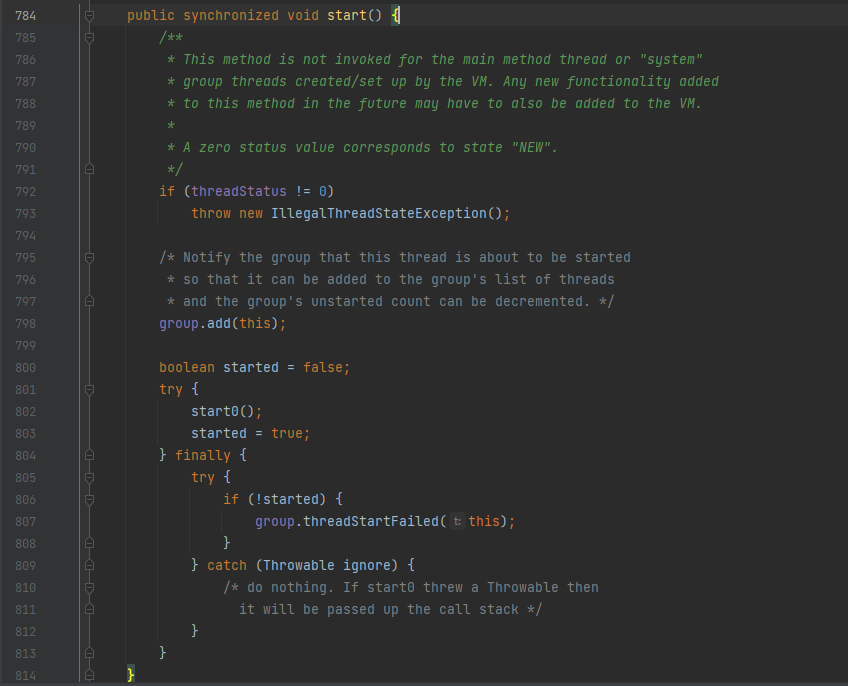 784 public synchronized void start() {
785 /**
786 * This method is not invoked for the main method thread or "system"
787 * group threads created/set up by the VM. Any new functionality added
788 * to this method in the future may have to also be added to the VM.
789 *
790 * A zero status value corresponds to state "NEW".
791 */
792 if (threadStatus != 0)
793 throw new IllegalThreadStateException();
794
795 /* Notify the group that this thread is about to be started
796 * so that it can be added to the group's list of threads
797 * and the group's unstarted count can be decremented. */
798 group.add(this);
799
800 boolean started = false;
801 try {
802 start0();
803 started = true;
804 } finally {
805 try {
806 if (!started) {
807 group.threadStartFailed( t: this);
808 }
809 } catch (Throwable ignore) {
810 /* do nothing. If start0 threw a Throwable then
811 it will be passed up the call stack */
812 }
813 }
814 }